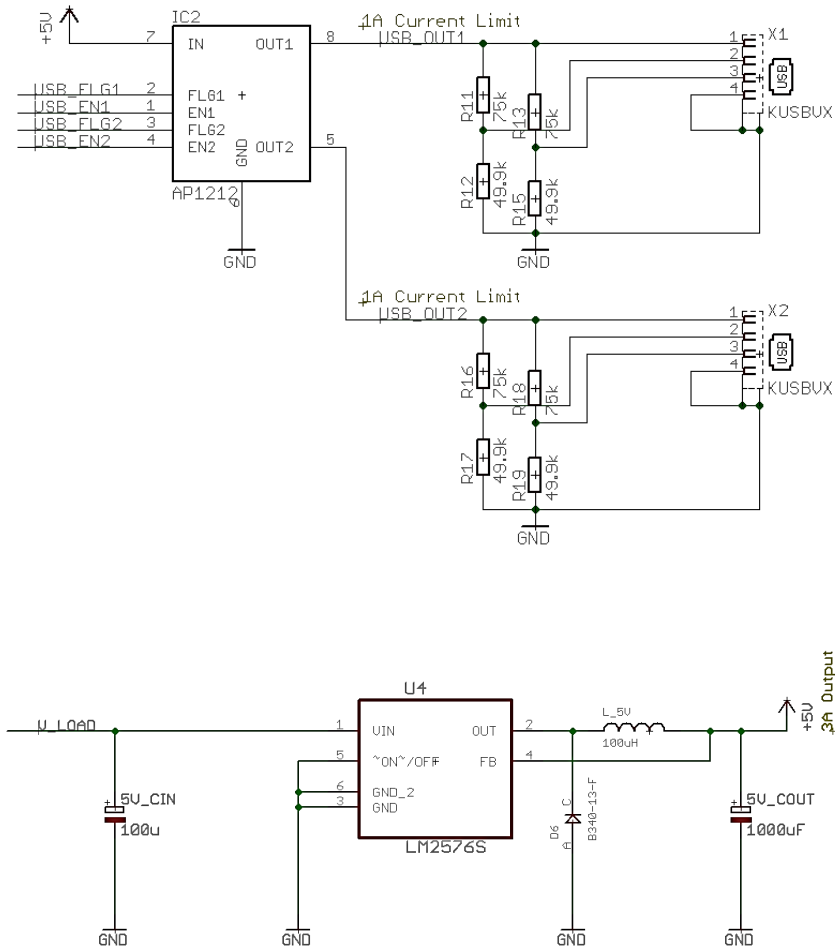 +5V
IC2
7 IN OUT1 8
1A Current Limit
USB_OUT1
USB_FLG1 2 FLG1
USB_EN1 1 EN1
USB_FLG2 3 FLG2
USB_EN2 4 EN2
GND OUT2 5
AP1212
6
GND
R11 75k
R13 75k
R12 49.9k
R15 49.9k
GND
1
2
3
4
X1
USB
KUSBVX
1A Current Limit
USB_OUT2
R16 75k
R18 75k
R17 49.9k
R19 49.9k
GND
1
2
3
4
X2
USB
KUSBVX
U4
V_LOAD 1 VIN OUT 2
5 ~ON~/OFF FB 4
6 GND_2
3 GND
LM2576S
L_5V
100uH
+5V
3A Output
5V_CIN
100u
D6
C
A
B340-13-F
5V_COUT
1000uF
GND
GND
GND
GND